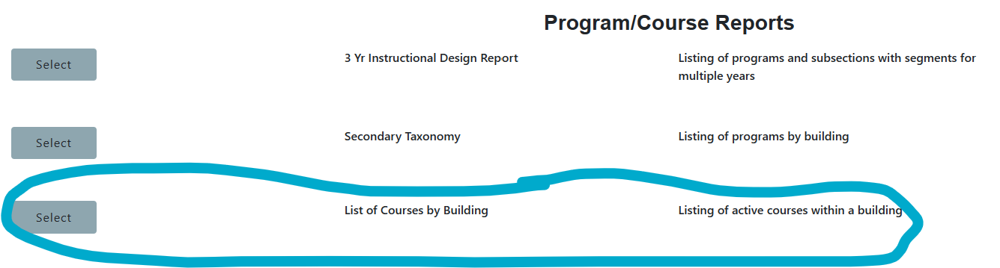 Program/Course Reports
Select
3 Yr Instructional Design Report
Listing of programs and subsections with segments for
multiple years
Select
Secondary Taxonomy
Listing of programs by building
Select
List of Courses by Building
Listing of active courses within a building